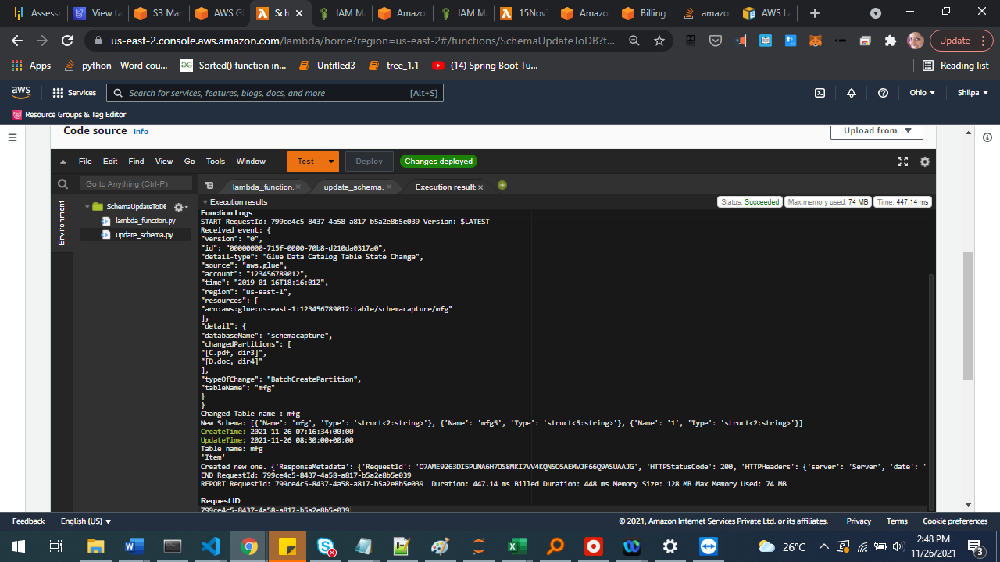 Assess
View ta
S3 Mar
AWS Gl
Sch
IAM Ma
Amazo
IAM Ma
15Nov
Amazo
Billing
amazo
AWS La
us-east-2.console.aws.amazon.com/lambda/home?region=us-east-2#/functions/SchemaUpdateToDB?t...
Update
Apps
python - Word cou...
Sorted() function in...
Untitled3
tree_1.1
(14) Spring Boot Tu...
Reading list
aws
Services
Search for services, features, blogs, docs, and more
[Alt+S]
Ohio
Shilpa
Resource Groups & Tag Editor
Code source
Info
Upload from
File
Edit
Find
View
Go
Tools
Window
Test
Deploy
Changes deployed
Go to Anything (Ctrl-P)
lambda_function.
update_schema.
Execution results
Environment
SchemaUpdateToDB
lambda_function.py
update_schema.py
Execution results
Status: Succeeded
Max memory used: 74 MB
Time: 447.14 ms
Function Logs
START RequestId: 799ce4c5-8437-4a58-a817-b5a2e8b5e039 Version: $LATEST
Received event: {
"version": "0",
"id": "00000000-715f-0000-70b8-d210da0317a0",
"detail-type": "Glue Data Catalog Table State Change",
"source": "aws.glue",
"account": "123456789012",
"time": "2019-01-16T18:16:01Z",
"region": "us-east-1",
"resources": [
"arn:aws:glue:us-east-1:123456789012:table/schemacapture/mfg"
],
"detail": {
"databaseName": "schemacapture",
"changedPartitions": [
"[C.pdf, dir3]",
"[D.doc, dir4]"
],
"typeOfChange": "BatchCreatePartition",
"tableName": "mfg"
}
}
Changed Table name : mfg
New Schema: [{'Name': 'mfg', 'Type': 'struct<2:string>'}, {'Name': 'mfg5', 'Type': 'struct<5:string>'}, {'Name': '1', 'Type': 'struct<2:string>'}]
CreateTime: 2021-11-26 07:16:34+00:00
UpdateTime: 2021-11-26 08:30:00+00:00
Table name: mfg
'Item'
Created new one. {'ResponseMetadata': {'RequestId': 'O7AME9263DI5PUNA6H7OS8MKI7VV4KQNSO5AEMVJF66Q9ASUAAJG', 'HTTPStatusCode': 200, 'HTTPHeaders': {'server': 'Server', 'date': '
END RequestId: 799ce4c5-8437-4a58-a817-b5a2e8b5e039
REPORT RequestId: 799ce4c5-8437-4a58-a817-b5a2e8b5e039 Duration: 447.14 ms Billed Duration: 448 ms Memory Size: 128 MB Max Memory Used: 74 MB
Request ID
799ce4c5-8437-4a58-a817-b5a2e8b5e039
Feedback
English (US)
© 2021, Amazon Internet Services Private Ltd. or its affiliates.
Privacy
Terms
Cookie preferences
26°C
2:48 PM
11/26/2021
3